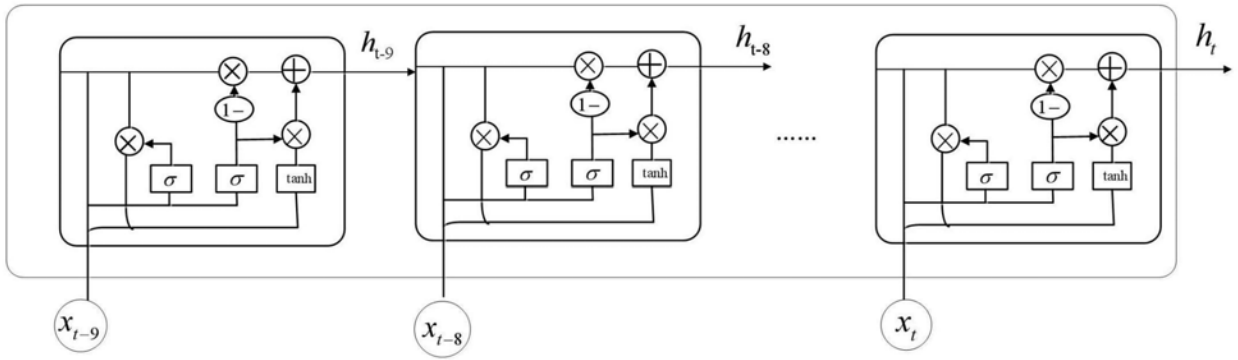 h_{t-9} h_{t-8} h_t
× + × + × +
1− 1− 1−
× × × × × ×
......
σ σ tanh σ σ tanh σ σ tanh
x_{t−9} x_{t−8} x_t